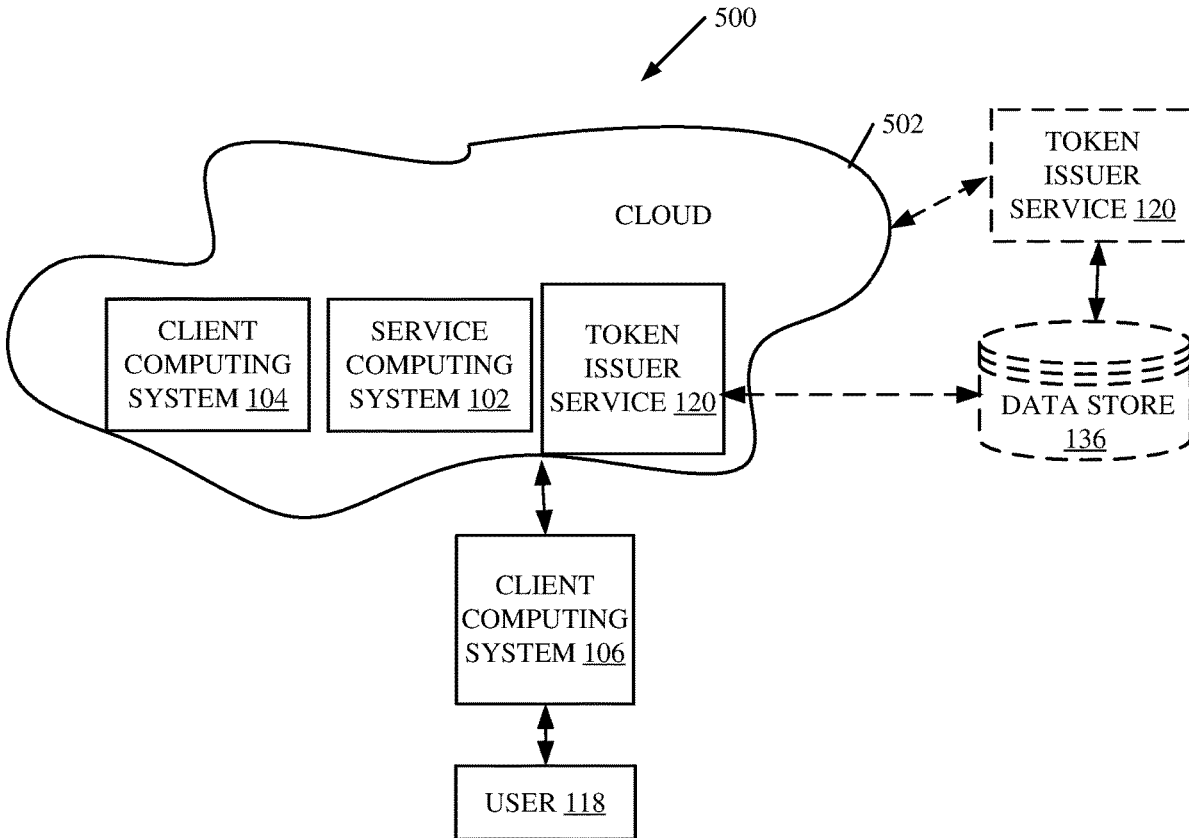 500
502
TOKEN
ISSUER
SERVICE 120
CLOUD
CLIENT
COMPUTING
SYSTEM 104
SERVICE
COMPUTING
SYSTEM 102
TOKEN
ISSUER
SERVICE 120
DATA STORE
136
CLIENT
COMPUTING
SYSTEM 106
USER 118